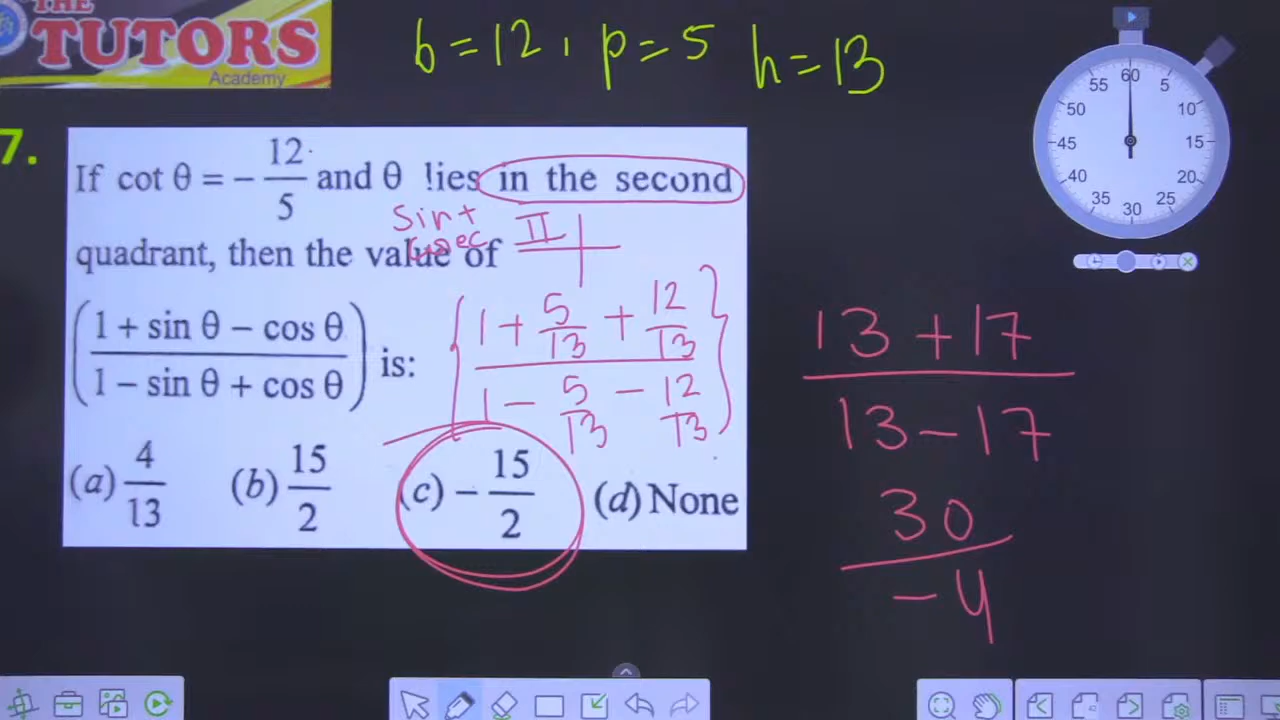 THE
TUTORS
Academy
b = 12, p = 5 h = 13
7.
If cot θ = - 12/5 and θ lies in the second
sin +
cosec
II
quadrant, then the value of
(1 + sin θ - cos θ / 1 - sin θ + cos θ) is:
{1 + 5/13 + 12/13 / 1 - 5/13 - 12/13}
(a) 4/13 (b) 15/2 (c) - 15/2 (d) None
13 + 17
13 - 17
30
- 4
60
55 5
50 10
45 15
40 20
35 25
30